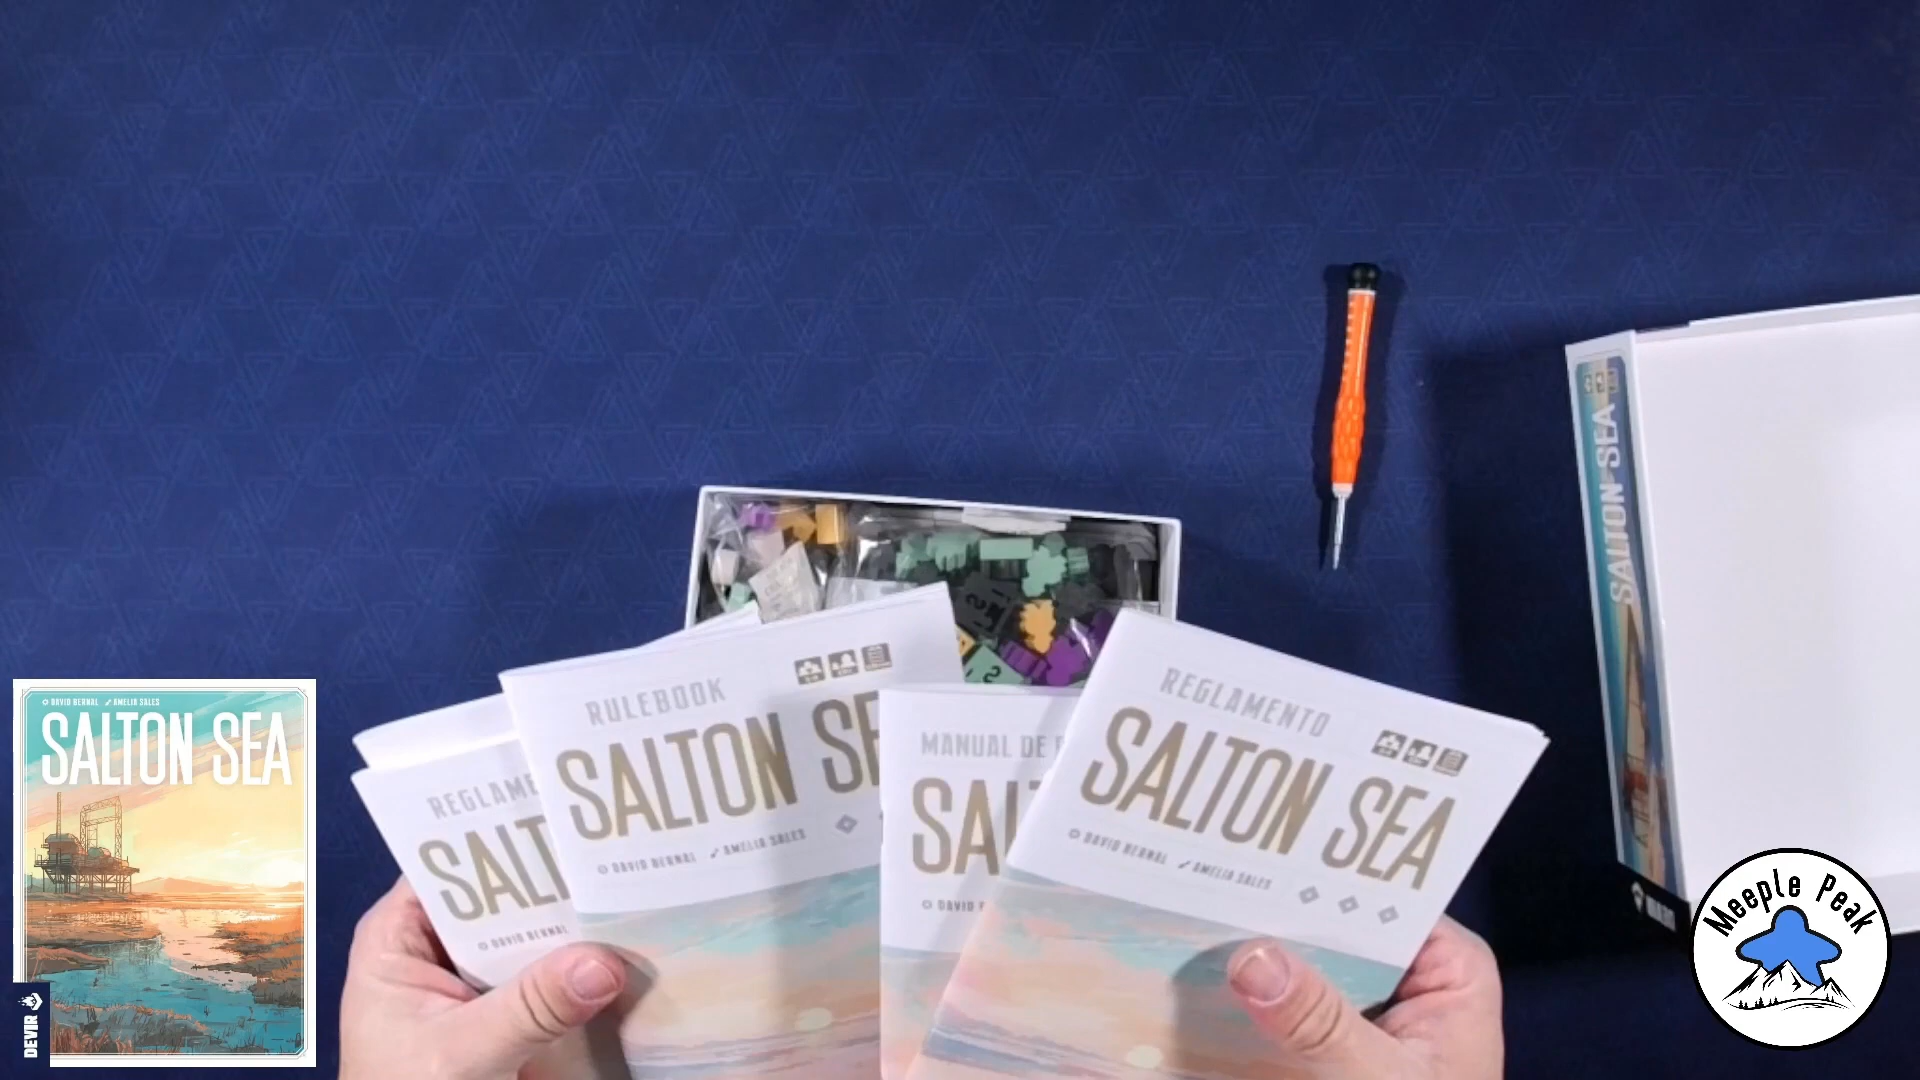 SALTON SEA
RULEBOOK
SALTON SE
DAVID BERNAL AMELIA SALES
REGLAME
SALT
DAVID BERNAL
MANUAL DE
SAL
DAVID
REGLAMENTO
SALTON SEA
DAVID BERNAL AMELIA SALES
DAVID BERNAL AMELIA SALES
SALTON SEA
DEVIR
Meeple Peak